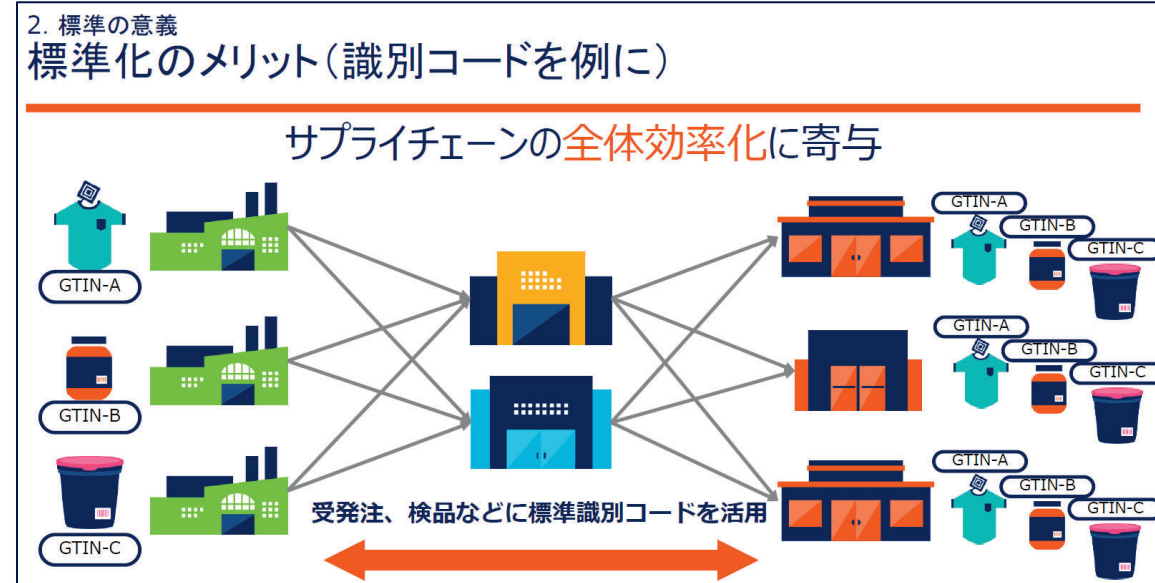 2. 標準の意義
標準化のメリット(識別コードを例に)
サプライチェーンの全体効率化に寄与
GTIN-A
GTIN-B
GTIN-C
GTIN-A
GTIN-B
GTIN-C
GTIN-A
GTIN-B
GTIN-C
GTIN-A
GTIN-B
GTIN-C
受発注、検品などに標準識別コードを活用